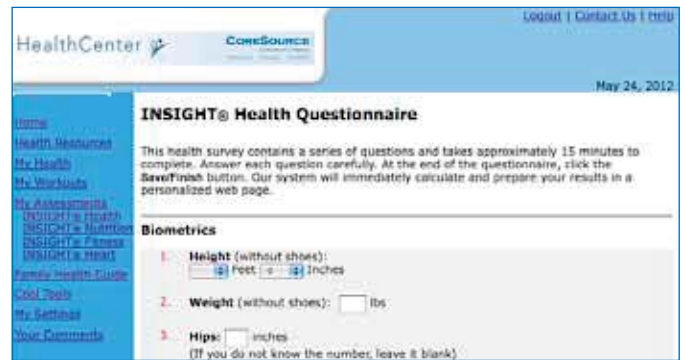 Logout | Contact Us | Help
HealthCenter
CORESOURCE
May 24, 2012
Home
Health Resources
My Health
My Workouts
My Assessments
INSIGHT® Health
INSIGHT® Nutrition
INSIGHT® Fitness
INSIGHT® Heart
Family Health Guide
Cool Tools
My Settings
Your Comments
INSIGHT® Health Questionnaire
This health survey contains a series of questions and takes approximately 15 minutes to
complete. Answer each question carefully. At the end of the questionnaire, click the
Save/Finish button. Our system will immediately calculate and prepare your results in a
personalized web page.
Biometrics
1. Height (without shoes):
Feet Inches
2. Weight (without shoes): lbs
3. Hips: inches
(If you do not know the number, leave it blank)